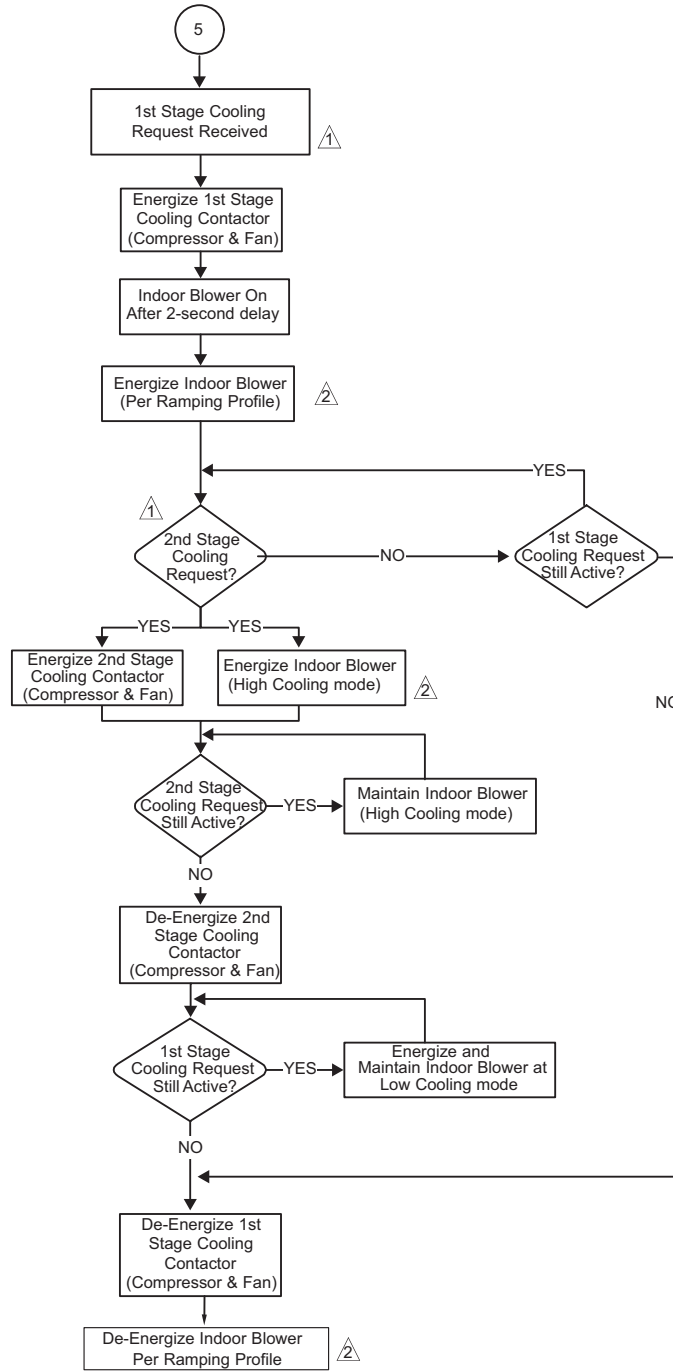 5
1st Stage Cooling
Request Received
1
Energize 1st Stage
Cooling Contactor
(Compressor & Fan)
Indoor Blower On
After 2-second delay
Energize Indoor Blower
(Per Ramping Profile)
2
YES
1
2nd Stage
Cooling
Request?
NO
1st Stage
Cooling Request
Still Active?
YES
YES
Energize 2nd Stage
Cooling Contactor
(Compressor & Fan)
Energize Indoor Blower
(High Cooling mode)
2
NO
2nd Stage
Cooling Request
Still Active?
YES
Maintain Indoor Blower
(High Cooling mode)
NO
De-Energize 2nd
Stage Cooling
Contactor
(Compressor & Fan)
1st Stage
Cooling Request
Still Active?
YES
Energize and
Maintain Indoor Blower at
Low Cooling mode
NO
De-Energize 1st
Stage Cooling
Contactor
(Compressor & Fan)
De-Energize Indoor Blower
Per Ramping Profile
2